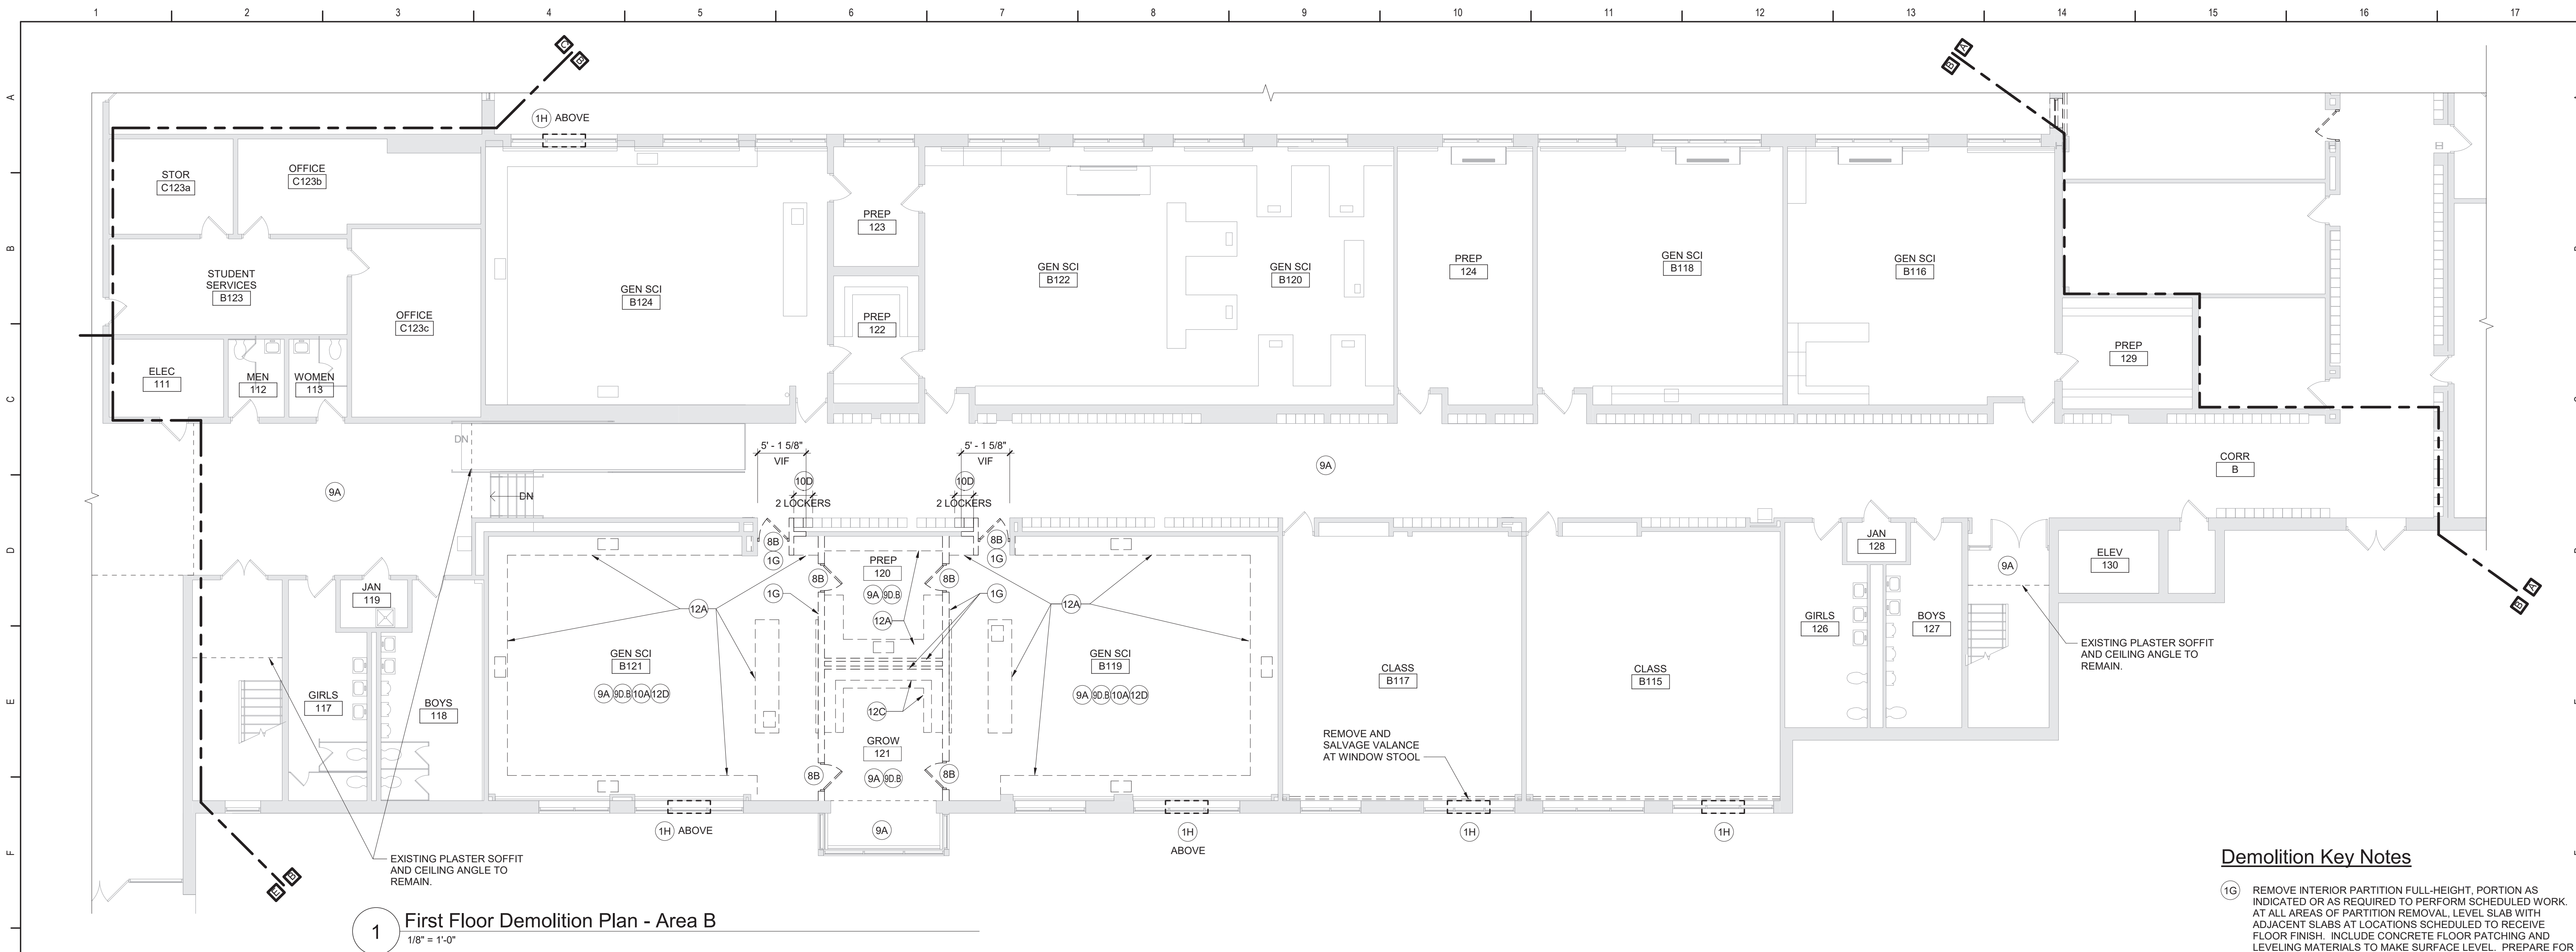 1 2 3 4 5 6 7 8 9 10 11 12 13 14 15 16 17
A
B
C
D
E
F
C
B
A
B
1H ABOVE
STOR
C123a
OFFICE
C123b
STUDENT
SERVICES
B123
OFFICE
C123c
ELEC
111
MEN
112
WOMEN
113
GEN SCI
B124
PREP
123
PREP
122
GEN SCI
B122
GEN SCI
B120
PREP
124
GEN SCI
B118
GEN SCI
B116
PREP
129
DN
DN
9A
5' - 1 5/8"
VIF
10D
2 LOCKERS
5' - 1 5/8"
VIF
10D
2 LOCKERS
9A
CORR
B
8B
1G
8B
1G
JAN
119
GIRLS
117
BOYS
118
12A
1G
8B
PREP
120
9A 9D.B
12A
8B
1G
12A
GEN SCI
B121
9A 9D.B 10A 12D
12C
GROW
121
9A 9D.B
8B
8B
GEN SCI
B119
9A 9D.B 10A 12D
CLASS
B117
CLASS
B115
REMOVE AND
SALVAGE VALANCE
AT WINDOW STOOL
JAN
128
GIRLS
126
BOYS
127
9A
ELEV
130
EXISTING PLASTER SOFFIT
AND CEILING ANGLE TO
REMAIN.
A
B
1H ABOVE
9A
1H
ABOVE
1H
1H
EXISTING PLASTER SOFFIT
AND CEILING ANGLE TO
REMAIN.
B
E
1 First Floor Demolition Plan - Area B
1/8" = 1'-0"
Demolition Key Notes
1G REMOVE INTERIOR PARTITION FULL-HEIGHT, PORTION AS
INDICATED OR AS REQUIRED TO PERFORM SCHEDULED WORK.
AT ALL AREAS OF PARTITION REMOVAL, LEVEL SLAB WITH
ADJACENT SLABS AT LOCATIONS SCHEDULED TO RECEIVE
FLOOR FINISH. INCLUDE CONCRETE FLOOR PATCHING AND
LEVELING MATERIALS TO MAKE SURFACE LEVEL. PREPARE FOR